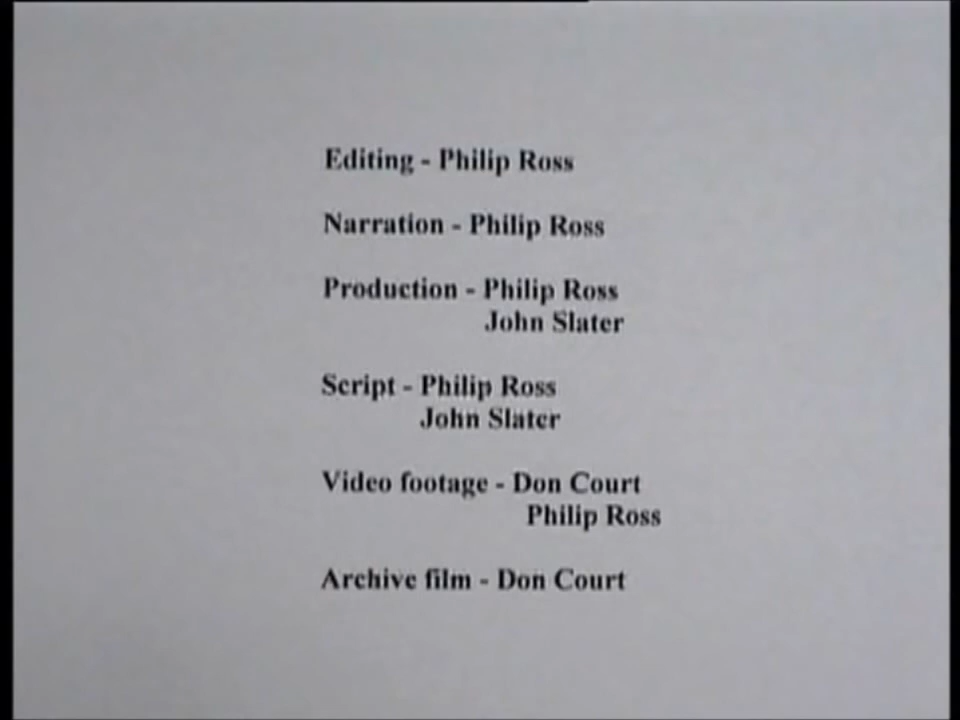 Editing - Philip Ross
Narration - Philip Ross
Production - Philip Ross
John Slater
Script - Philip Ross
John Slater
Video footage - Don Court
Philip Ross
Archive film - Don Court